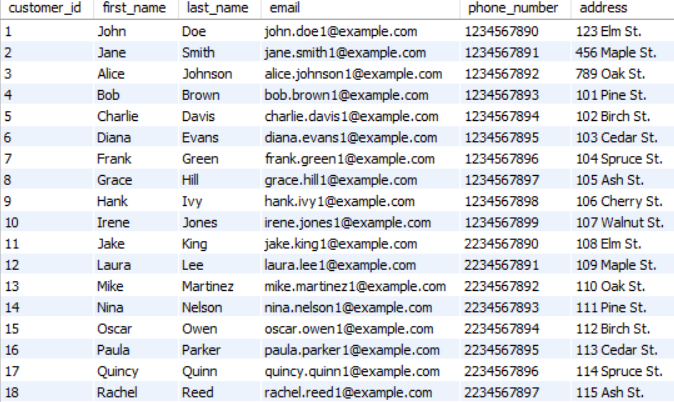 customer_id first_name last_name email phone_number address
1 John Doe john.doe1@example.com 1234567890 123 Elm St.
2 Jane Smith jane.smith1@example.com 1234567891 456 Maple St.
3 Alice Johnson alice.johnson1@example.com 1234567892 789 Oak St.
4 Bob Brown bob.brown1@example.com 1234567893 101 Pine St.
5 Charlie Davis charlie.davis1@example.com 1234567894 102 Birch St.
6 Diana Evans diana.evans1@example.com 1234567895 103 Cedar St.
7 Frank Green frank.green1@example.com 1234567896 104 Spruce St.
8 Grace Hill grace.hill1@example.com 1234567897 105 Ash St.
9 Hank Ivy hank.ivy1@example.com 1234567898 106 Cherry St.
10 Irene Jones irene.jones1@example.com 1234567899 107 Walnut St.
11 Jake King jake.king1@example.com 2234567890 108 Elm St.
12 Laura Lee laura.lee1@example.com 2234567891 109 Maple St.
13 Mike Martinez mike.martinez1@example.com 2234567892 110 Oak St.
14 Nina Nelson nina.nelson1@example.com 2234567893 111 Pine St.
15 Oscar Owen oscar.owen1@example.com 2234567894 112 Birch St.
16 Paula Parker paula.parker1@example.com 2234567895 113 Cedar St.
17 Quincy Quinn quincy.quinn1@example.com 2234567896 114 Spruce St.
18 Rachel Reed rachel.reed1@example.com 2234567897 115 Ash St.